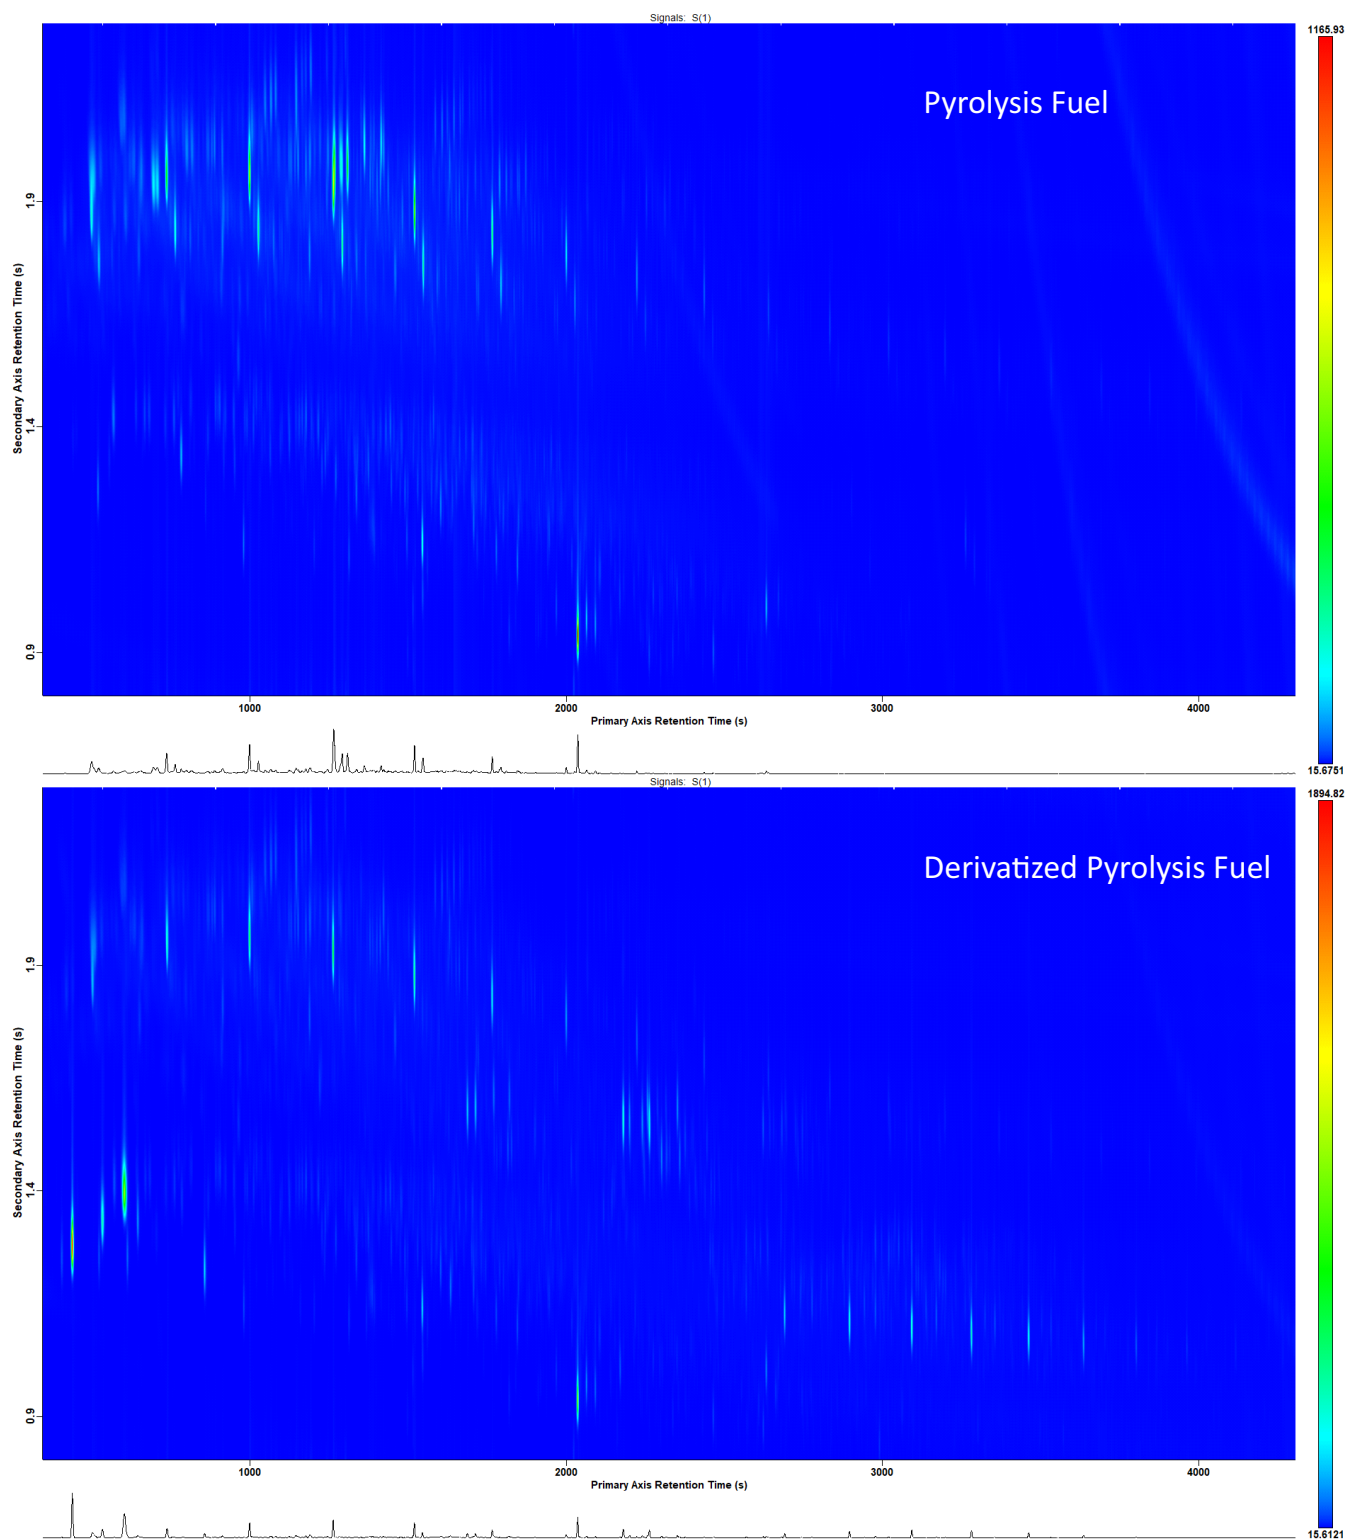 Signals: S(1)
1165.93
Pyrolysis Fuel
1.9
Secondary Axis Retention Time (s)
1.4
0.9
15.6751
1000 2000 3000 4000
Primary Axis Retention Time (s)
Signals: S(1)
1894.82
Derivatized Pyrolysis Fuel
1.9
Secondary Axis Retention Time (s)
1.4
0.9
1000 2000 3000 4000
Primary Axis Retention Time (s)
15.6121